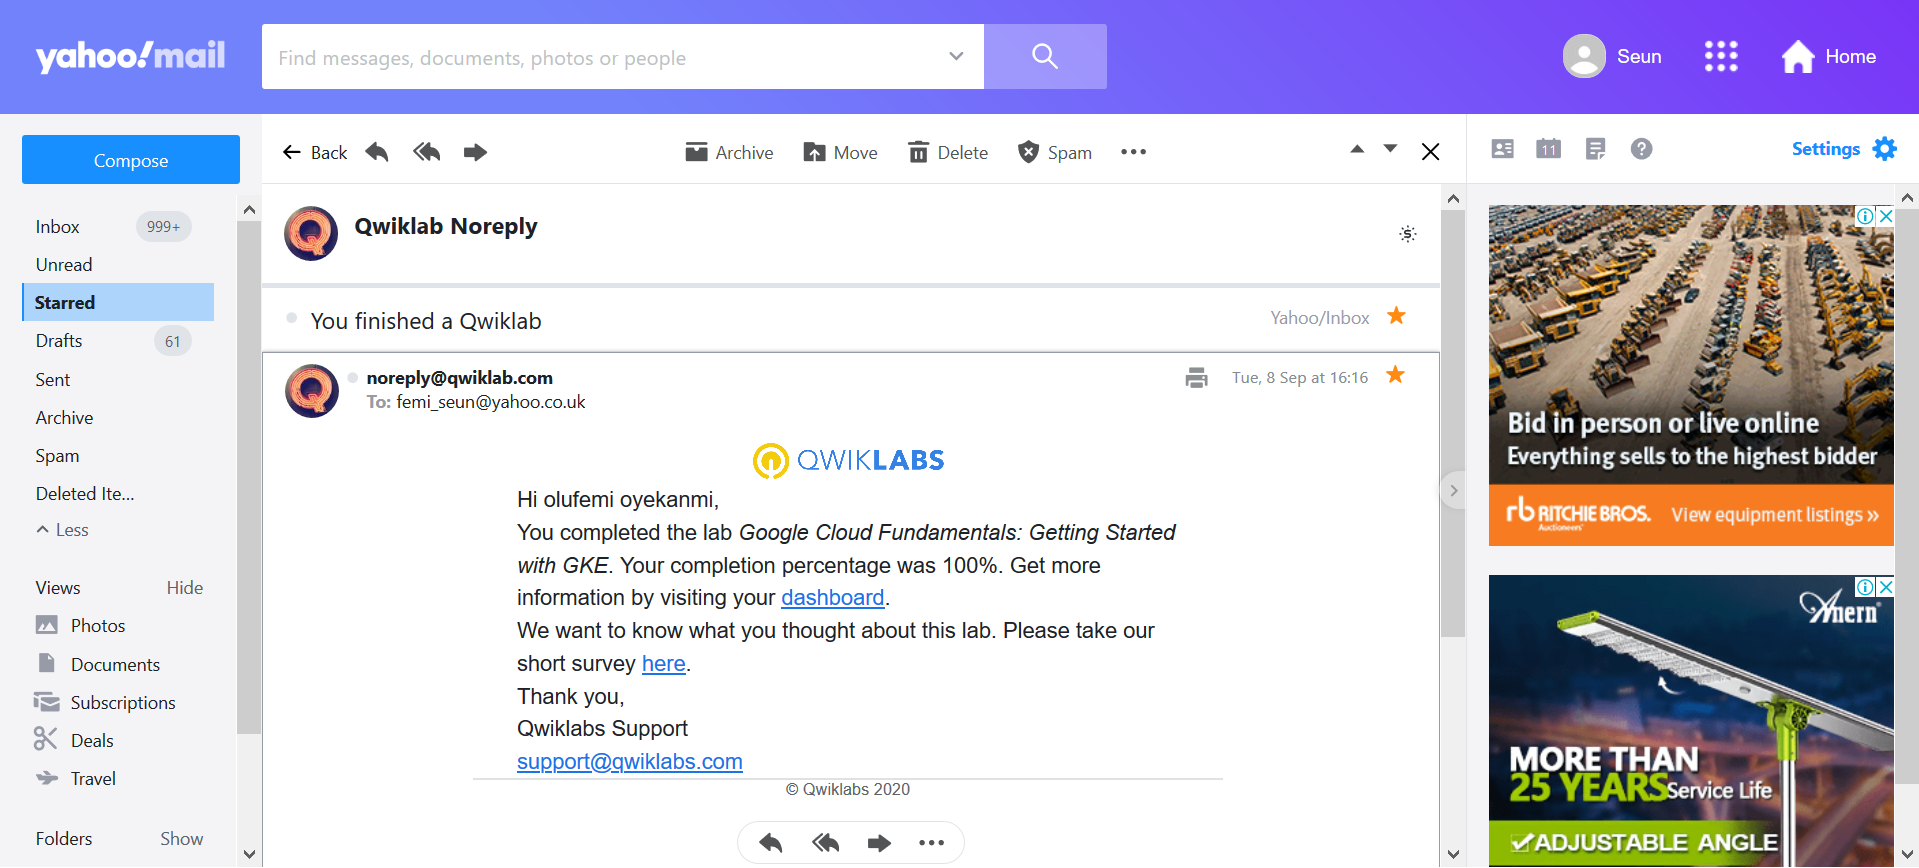 yahoo!mail
Find messages, documents, photos or people
Seun
Home
Compose
Back
Archive
Move
Delete
Spam
11
Settings
Inbox 999+
Unread
Starred
Drafts 61
Sent
Archive
Spam
Deleted Ite...
Less
Views Hide
Photos
Documents
Subscriptions
Deals
Travel
Folders Show
Qwiklab Noreply
You finished a Qwiklab
Yahoo/Inbox
noreply@qwiklab.com
Tue, 8 Sep at 16:16
To: femi_seun@yahoo.co.uk
QWIKLABS
Hi olufemi oyekanmi,
You completed the lab Google Cloud Fundamentals: Getting Started
with GKE. Your completion percentage was 100%. Get more
information by visiting your dashboard.
We want to know what you thought about this lab. Please take our
short survey here.
Thank you,
Qwiklabs Support
support@qwiklabs.com
© Qwiklabs 2020
Bid in person or live online
Everything sells to the highest bidder
rb RITCHIE BROS.
Auctioneers
View equipment listings »
Anern
MORE THAN
25 YEARS Service Life
ADJUSTABLE ANGLE